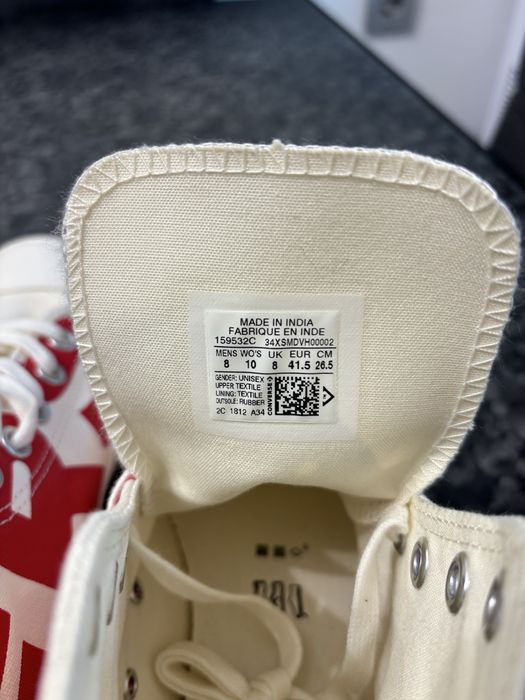 MADE IN INDIA
FABRIQUE EN INDE
159532C 34XSMDVH00002
MENS WO'S UK EUR CM
8 10 8 41.5 26.5
GENDER: UNISEX
UPPER TEXTILE
LINING: TEXTILE
OUTSOLE: RUBBER
CONVERSE
2C 1812 A34